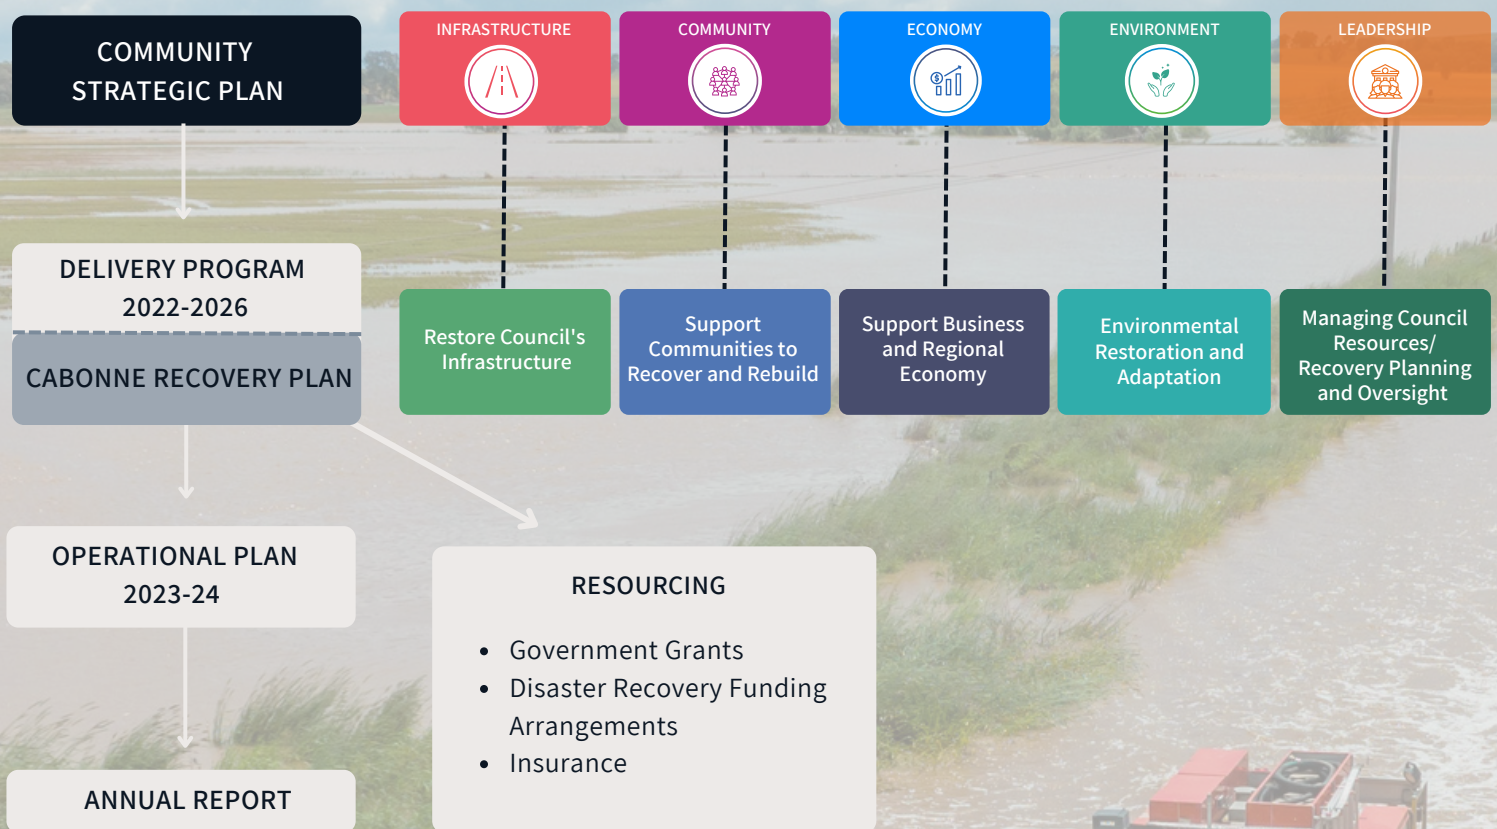 COMMUNITY
STRATEGIC PLAN
INFRASTRUCTURE
COMMUNITY
ECONOMY
ENVIRONMENT
LEADERSHIP
DELIVERY PROGRAM
2022-2026
CABONNE RECOVERY PLAN
Restore Council's
Infrastructure
Support
Communities to
Recover and Rebuild
Support Business
and Regional
Economy
Environmental
Restoration and
Adaptation
Managing Council
Resources/
Recovery Planning
and Oversight
OPERATIONAL PLAN
2023-24
RESOURCING
• Government Grants
• Disaster Recovery Funding
Arrangements
• Insurance
ANNUAL REPORT